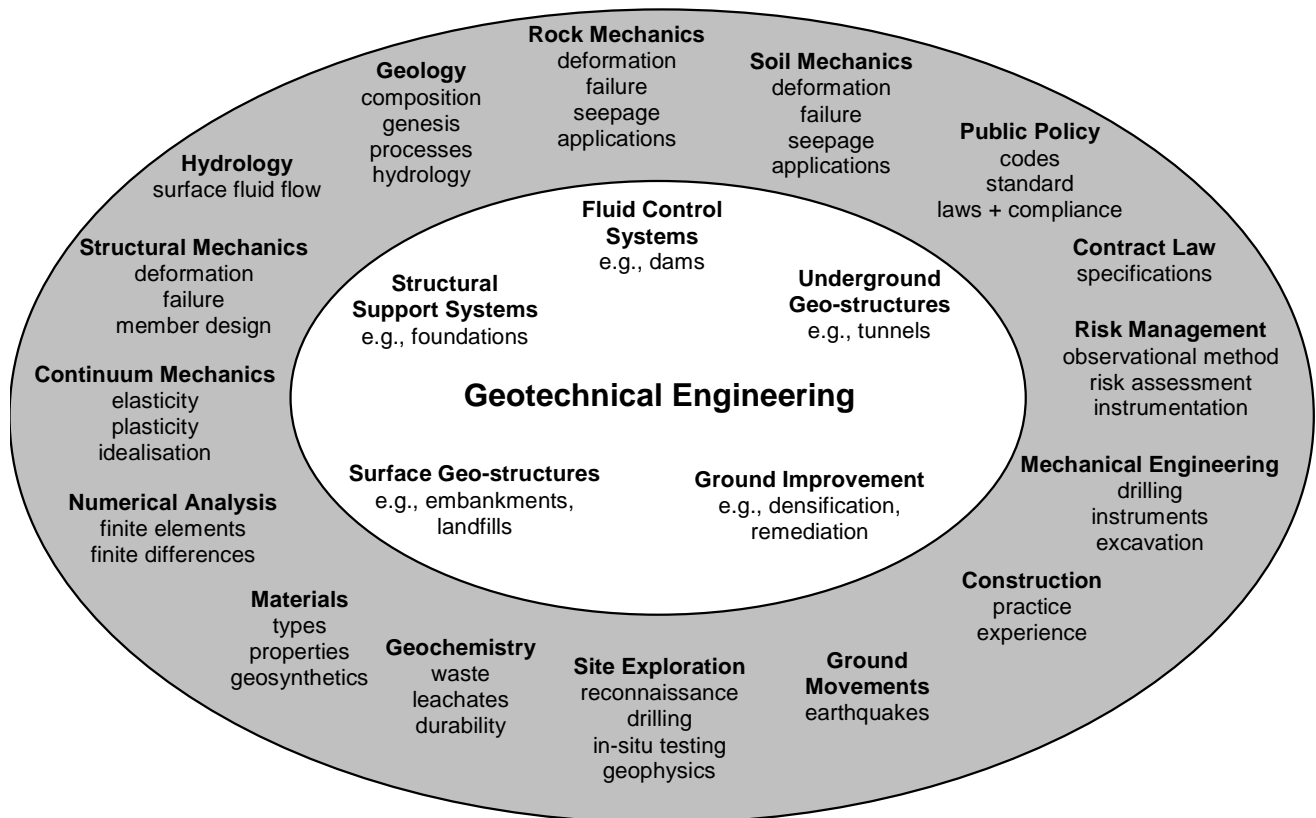 Rock Mechanics
deformation
failure
seepage
applications
Soil Mechanics
deformation
failure
seepage
applications
Geology
composition
genesis
processes
hydrology
Public Policy
codes
standard
laws + compliance
Hydrology
surface fluid flow
Contract Law
specifications
Structural Mechanics
deformation
failure
member design
Risk Management
observational method
risk assessment
instrumentation
Continuum Mechanics
elasticity
plasticity
idealisation
Mechanical Engineering
drilling
instruments
excavation
Numerical Analysis
finite elements
finite differences
Construction
practice
experience
Materials
types
properties
geosynthetics
Geochemistry
waste
leachates
durability
Site Exploration
reconnaissance
drilling
in-situ testing
geophysics
Ground
Movements
earthquakes
Fluid Control
Systems
e.g., dams
Structural
Support Systems
e.g., foundations
Underground
Geo-structures
e.g., tunnels
Geotechnical Engineering
Surface Geo-structures
e.g., embankments,
landfills
Ground Improvement
e.g., densification,
remediation